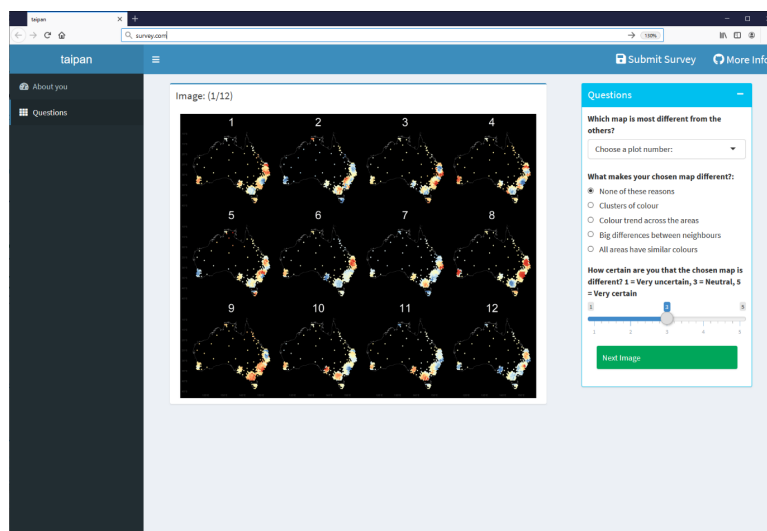 taipan
survey.com
150%
taipan
Submit Survey
More Info
About you
Questions
Image: (1/12)
1 2 3 4
5 6 7 8
9 10 11 12
Questions
Which map is most different from the
others?
Choose a plot number:
What makes your chosen map different?:
None of these reasons
Clusters of colour
Colour trend across the areas
Big differences between neighbours
All areas have similar colours
How certain are you that the chosen map is
different? 1 = Very uncertain, 3 = Neutral, 5
= Very certain
1 3 5
1 2 3 4 5
Next Image